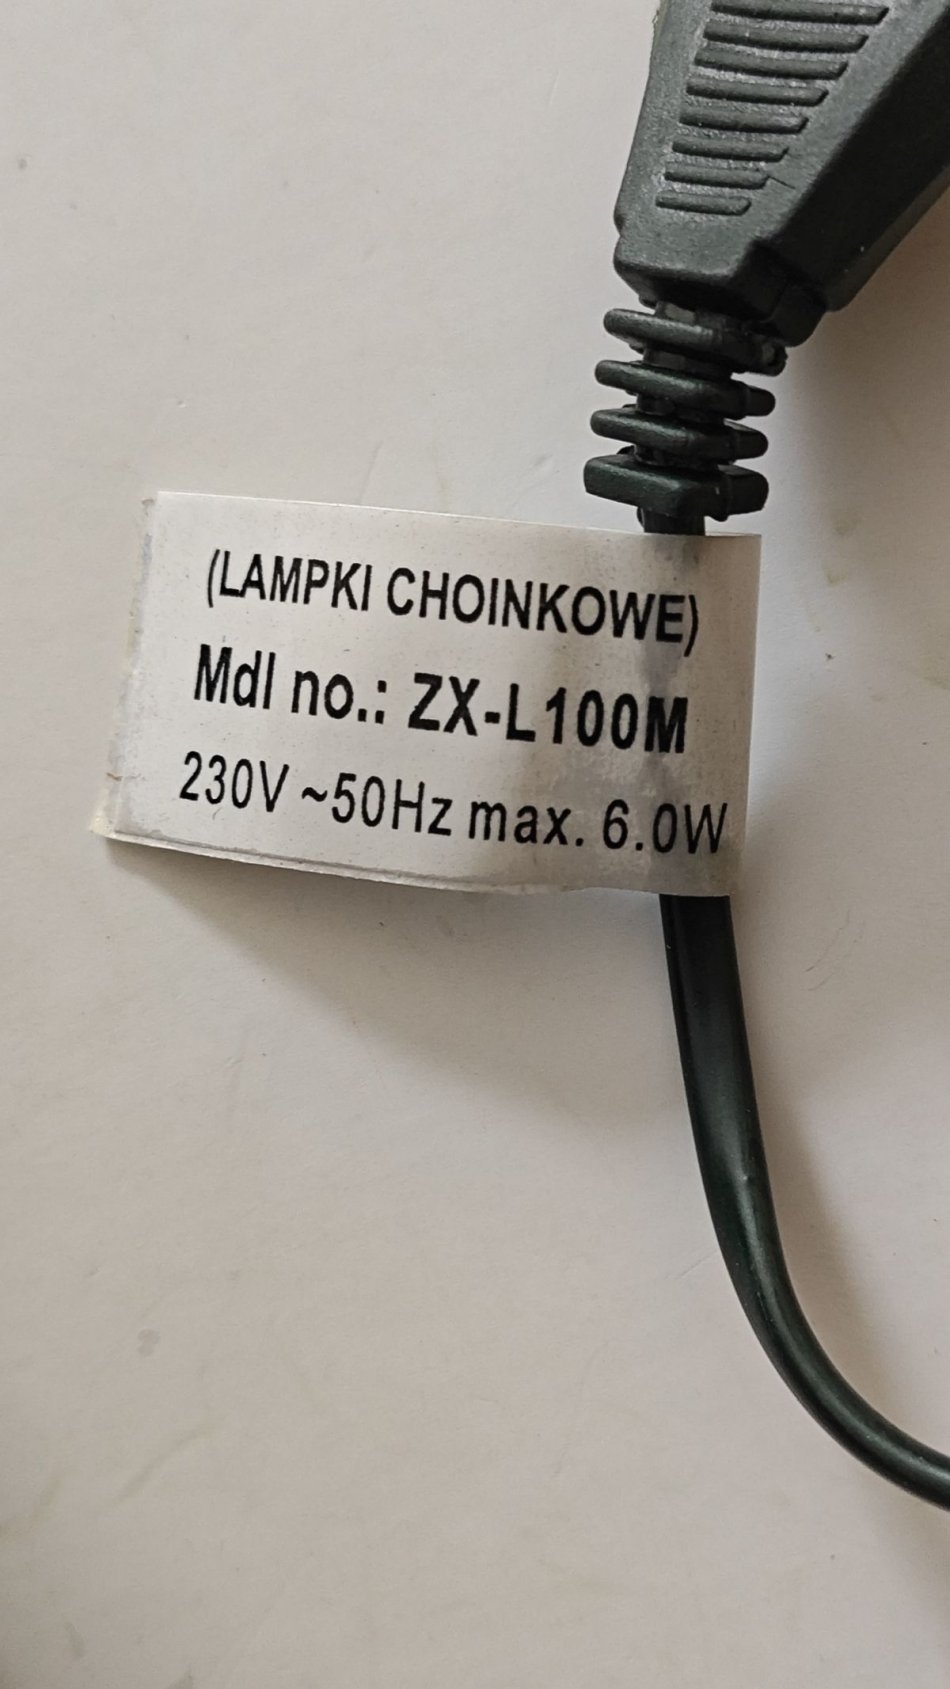 (LAMPKI CHOINKOWE)
Mdl no.: ZX-L100M
230V ~50Hz max. 6.0W